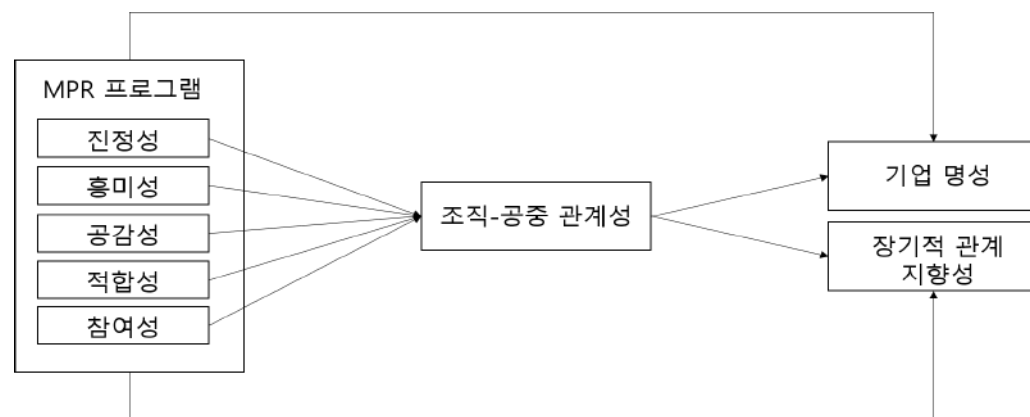 MPR 프로그램
진정성
흥미성
공감성
적합성
참여성
조직-공중 관계성
기업 명성
장기적 관계
지향성